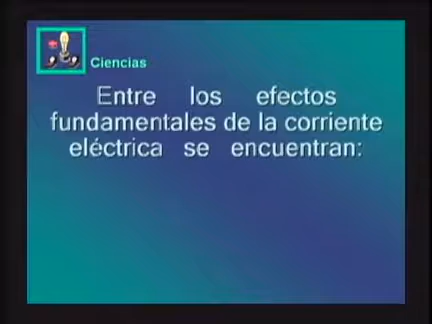 Ciencias
Entre los efectos
fundamentales de la corriente
eléctrica se encuentran: